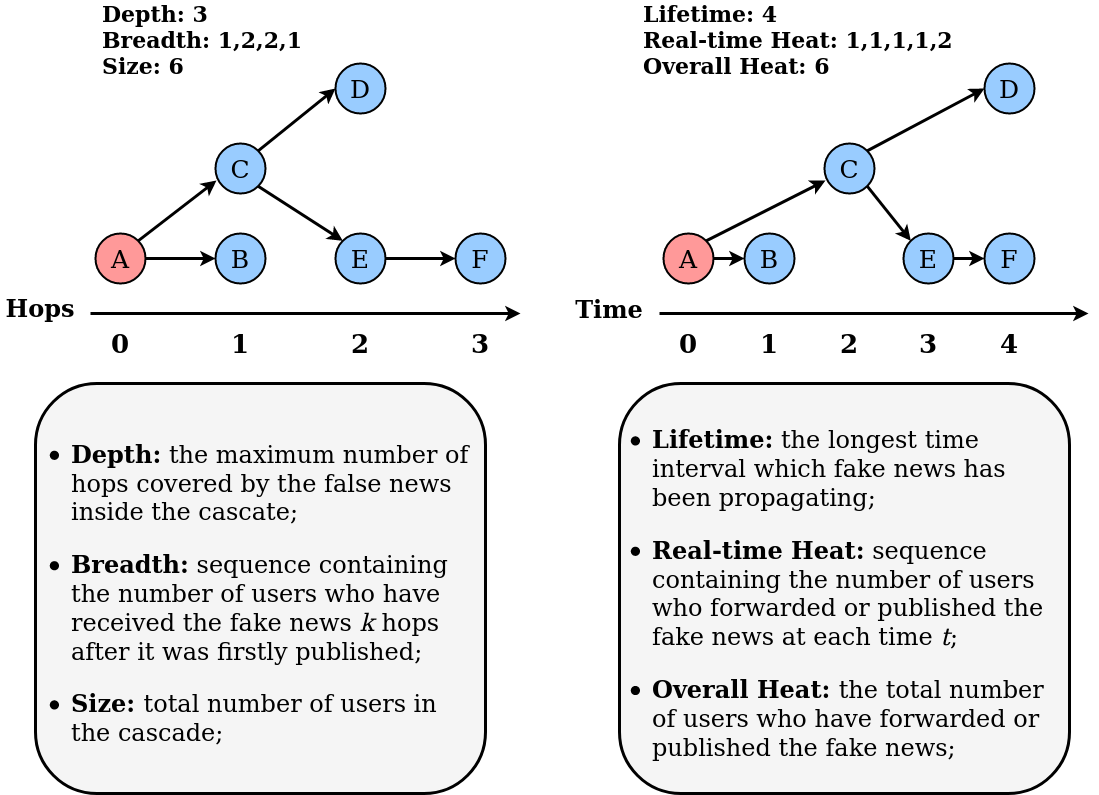 Depth: 3
Breadth: 1,2,2,1
Size: 6
D
C
A
B
E
F
Hops
0 1 2 3
• Depth: the maximum number of
hops covered by the false news
inside the cascate;
• Breadth: sequence containing
the number of users who have
received the fake news k hops
after it was firstly published;
• Size: total number of users in
the cascade;
Lifetime: 4
Real-time Heat: 1,1,1,1,2
Overall Heat: 6
D
C
A
B
E
F
Time
0 1 2 3 4
• Lifetime: the longest time
interval which fake news has
been propagating;
• Real-time Heat: sequence
containing the number of users
who forwarded or published the
fake news at each time t;
• Overall Heat: the total number
of users who have forwarded or
published the fake news;